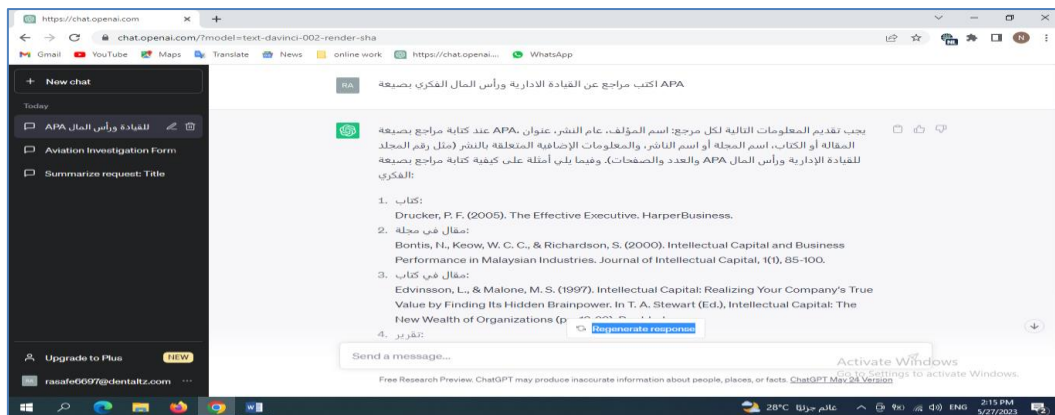 https://chat.openai.com
chat.openai.com/?model=text-davinci-002-render-sha
Gmail YouTube Maps Translate News online work https://chat.openai.... WhatsApp
New chat
Today
للقيادة ورأس المال APA
Aviation Investigation Form
Summarize request: Title
Upgrade to Plus NEW
rasafe6697@dentaltz.com
RA
اكتب مراجع عن القيادة الادارية ورأس المال الفكري بصيغة APA
يجب تقديم المعلومات التالية لكل مرجع: اسم المؤلف، عام النشر، عنوان ،APA عند كتابة مراجع بصيغة
المقالة أو الكتاب، اسم المجلة أو اسم الناشر، والمعلومات الإضافية المتعلقة بالنشر (مثل رقم المجلد
للقيادة الإدارية ورأس المال APA والعدد والصفحات). وفيما يلي أمثلة على كيفية كتابة مراجع بصيغة
الفكري:
1. كتاب:
Drucker, P. F. (2005). The Effective Executive. HarperBusiness.
2. مقال في مجلة:
Bontis, N., Keow, W. C. C., & Richardson, S. (2000). Intellectual Capital and Business
Performance in Malaysian Industries. Journal of Intellectual Capital, 1(1), 85-100.
3. مقال في كتاب:
Edvinsson, L., & Malone, M. S. (1997). Intellectual Capital: Realizing Your Company's True
Value by Finding Its Hidden Brainpower. In T. A. Stewart (Ed.), Intellectual Capital: The
New Wealth of Organizations
Regenerate response
4. تقرير:
Send a message...
Activate Windows
Go to Settings to activate Windows.
Free Research Preview. ChatGPT may produce inaccurate information about people, places, or facts. ChatGPT May 24 Version
28°C غائم جزئيًا ENG 2:15 PM
5/27/2023